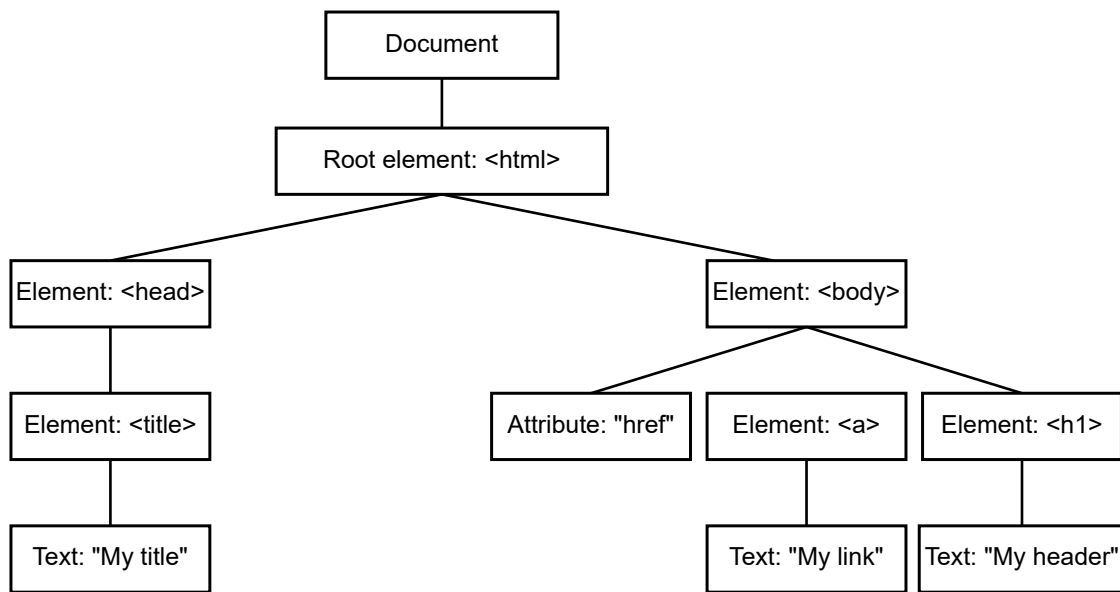 Document
Root element: <html>
Element: <head>
Element: <body>
Element: <title>
Attribute: "href"
Element: <a>
Element: <h1>
Text: "My title"
Text: "My link"
Text: "My header"